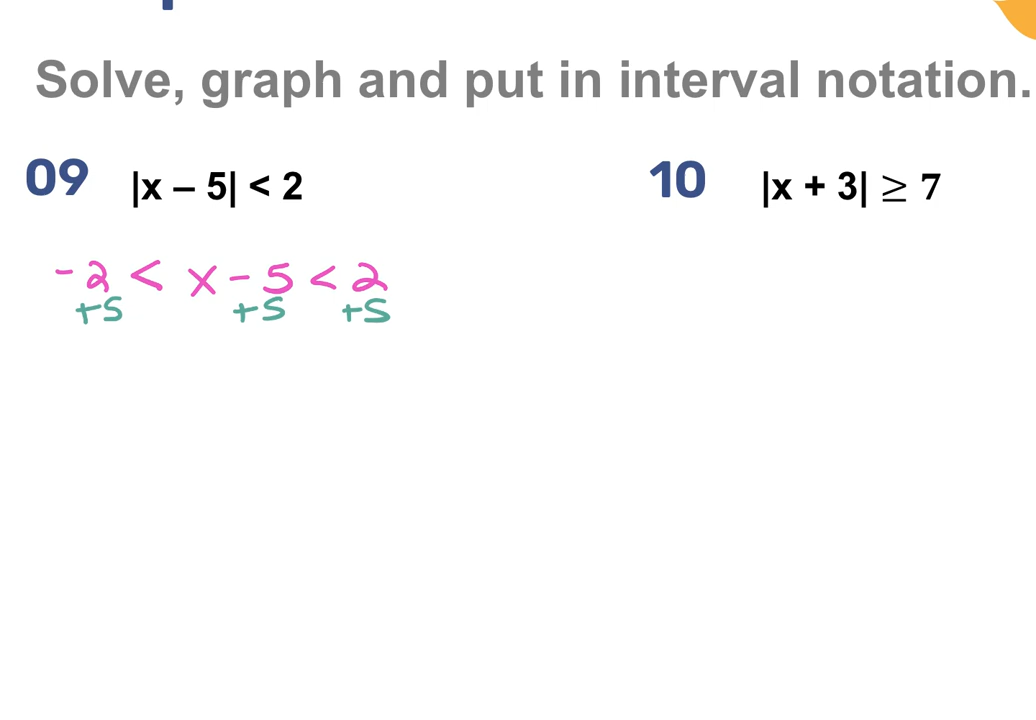 Solve, graph and put in interval notation.
09 |x – 5| < 2
10 |x + 3| ≥ 7
-2 < x - 5 < 2
+5 +5 +5